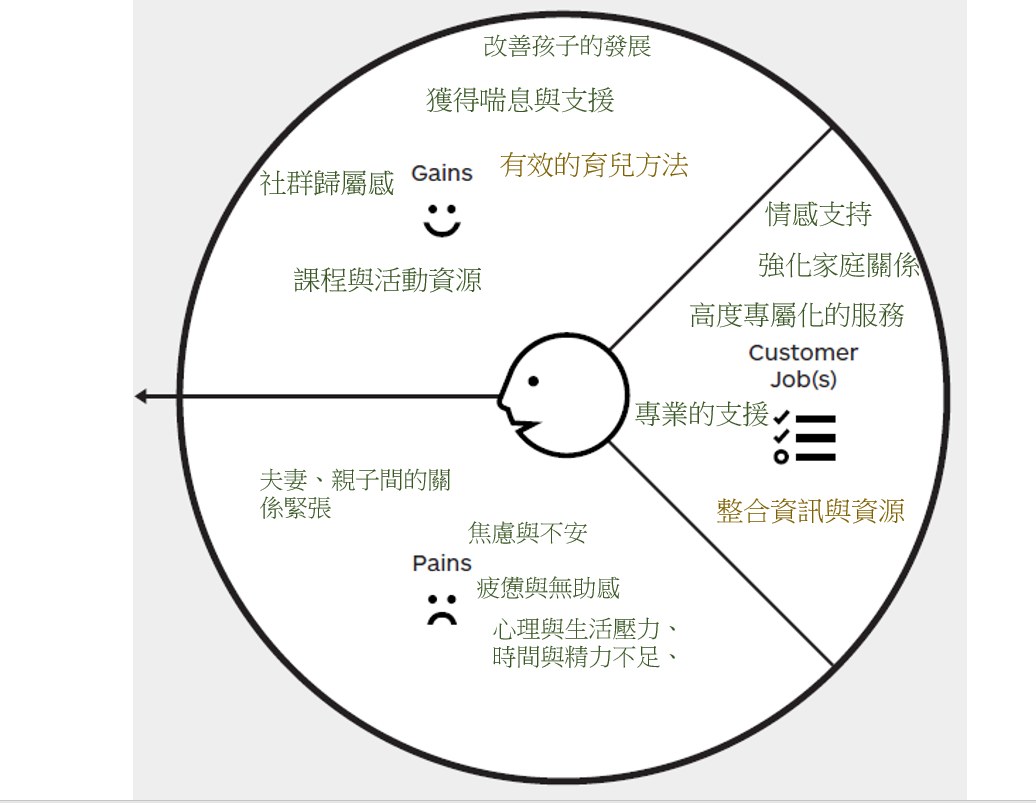 改善孩子的發展
獲得喘息與支援
有效的育兒方法
社群歸屬感
Gains
課程與活動資源
情感支持
強化家庭關係
高度專屬化的服務
Customer
Job(s)
專業的支援
整合資訊與資源
夫妻、親子間的關
係緊張
焦慮與不安
Pains
疲憊與無助感
心理與生活壓力、
時間與精力不足、